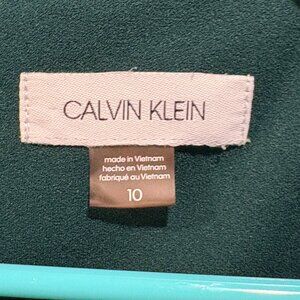 CALVIN KLEIN
made in Vietnam
hecho en Vietnam
fabriqué au Vietnam
10